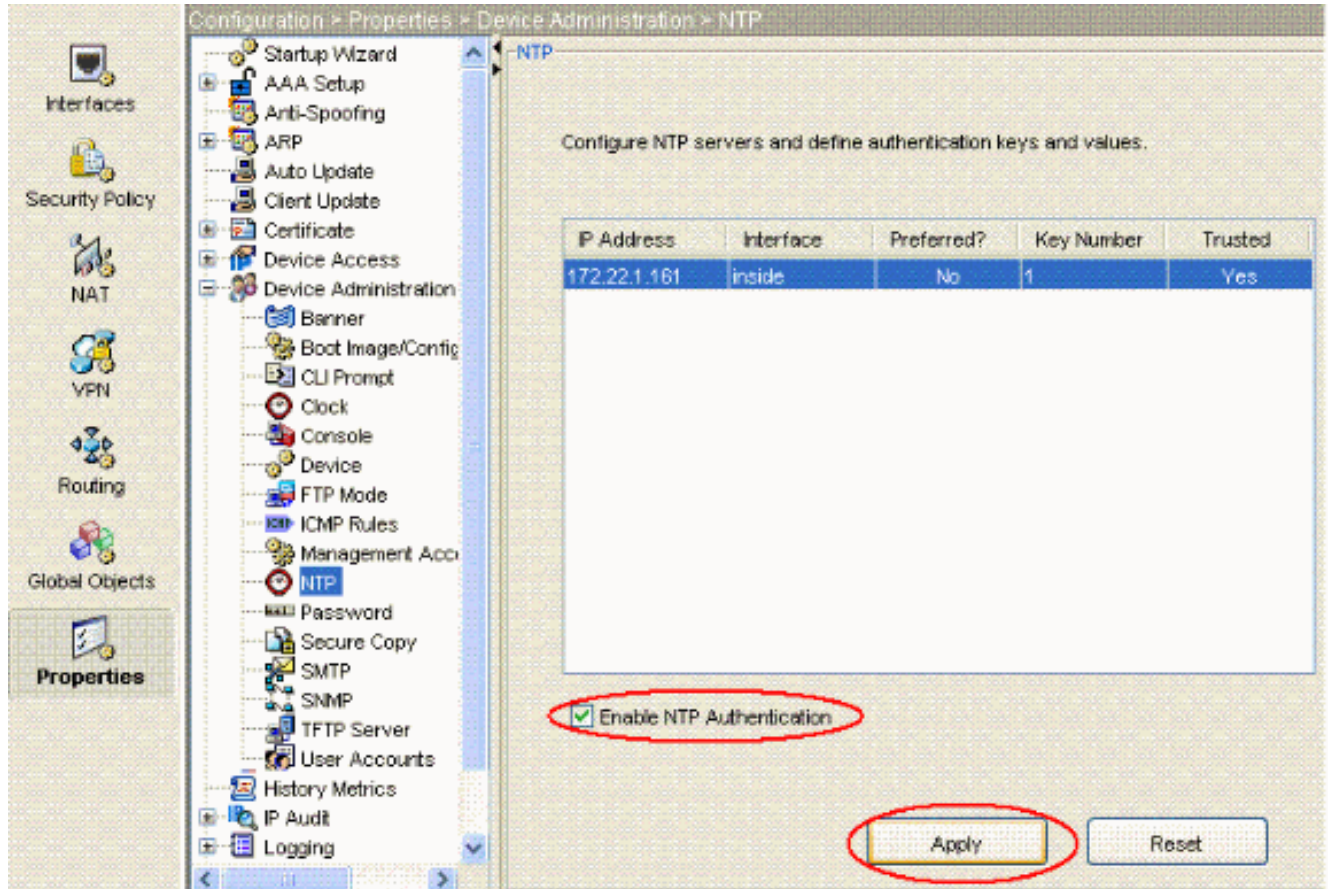 Configuration > Properties > Device Administration > NTP
Interfaces
Security Policy
NAT
VPN
Routing
Global Objects
Properties
Startup Wizard
AAA Setup
Anti-Spoofing
ARP
Auto Update
Client Update
Certificate
Device Access
Device Administration
Banner
Boot Image/Config
CLI Prompt
Clock
Console
Device
FTP Mode
ICMP Rules
Management Acc
NTP
Password
Secure Copy
SMTP
SNMP
TFTP Server
User Accounts
History Metrics
IP Audit
Logging
NTP
Configure NTP servers and define authentication keys and values.
IP Address Interface Preferred? Key Number Trusted
172.22.1.161 inside No 1 Yes
Enable NTP Authentication
Apply Reset